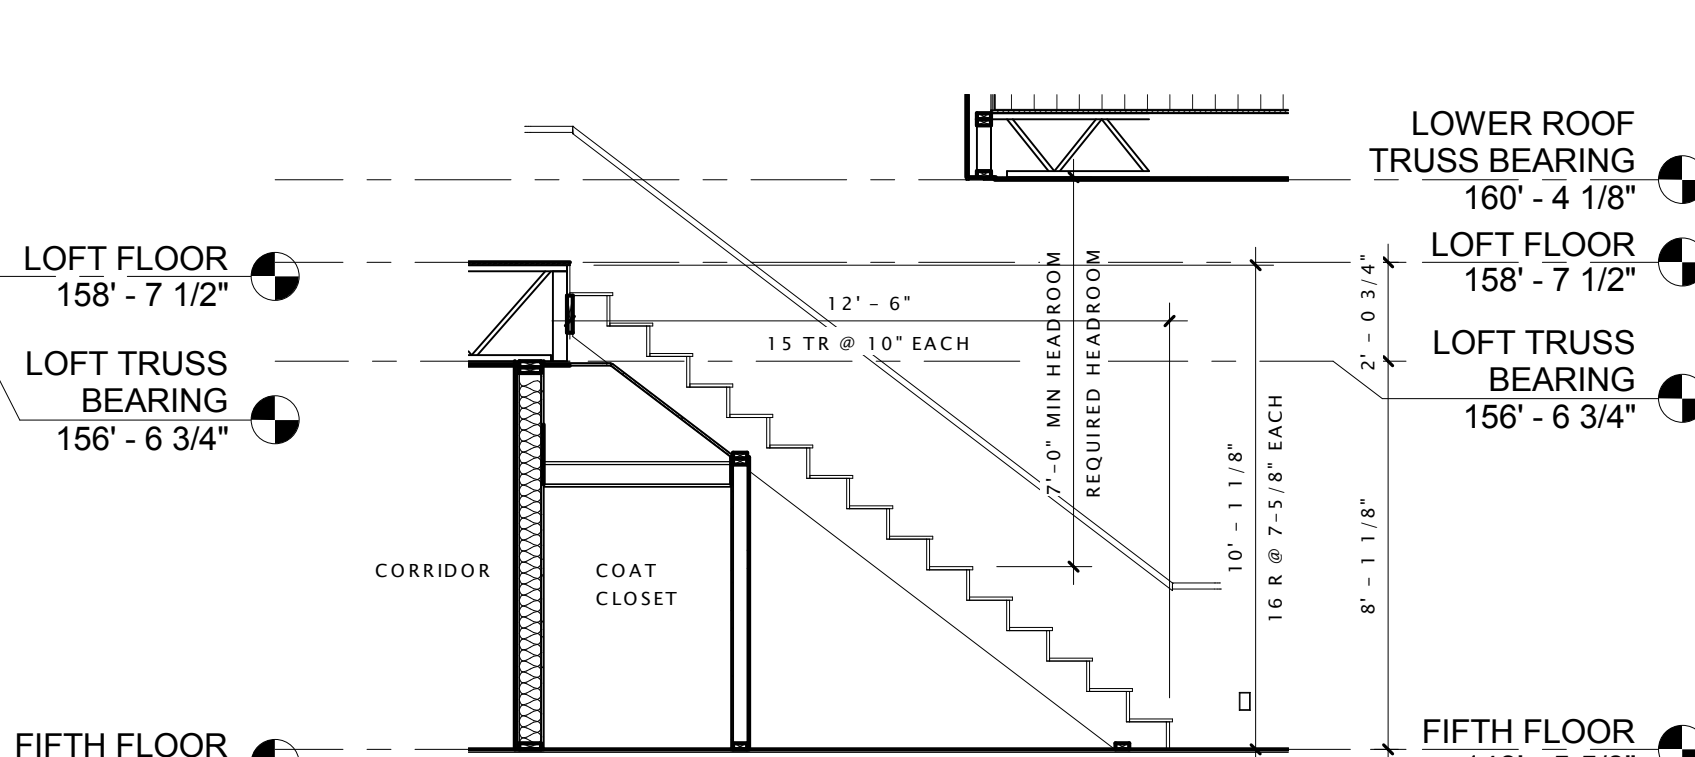 LOWER ROOF
TRUSS BEARING
160' - 4 1/8"
LOFT FLOOR
158' - 7 1/2"
LOFT FLOOR
158' - 7 1/2"
12' - 6"
15 TR @ 10" EACH
7'-0" MIN HEADROOM
REQUIRED HEADROOM
2' - 0 3/4"
LOFT TRUSS
BEARING
156' - 6 3/4"
LOFT TRUSS
BEARING
156' - 6 3/4"
10' - 1 1/8"
16 R @ 7-5/8" EACH
8' - 1 1/8"
CORRIDOR
COAT
CLOSET
FIFTH FLOOR
FIFTH FLOOR